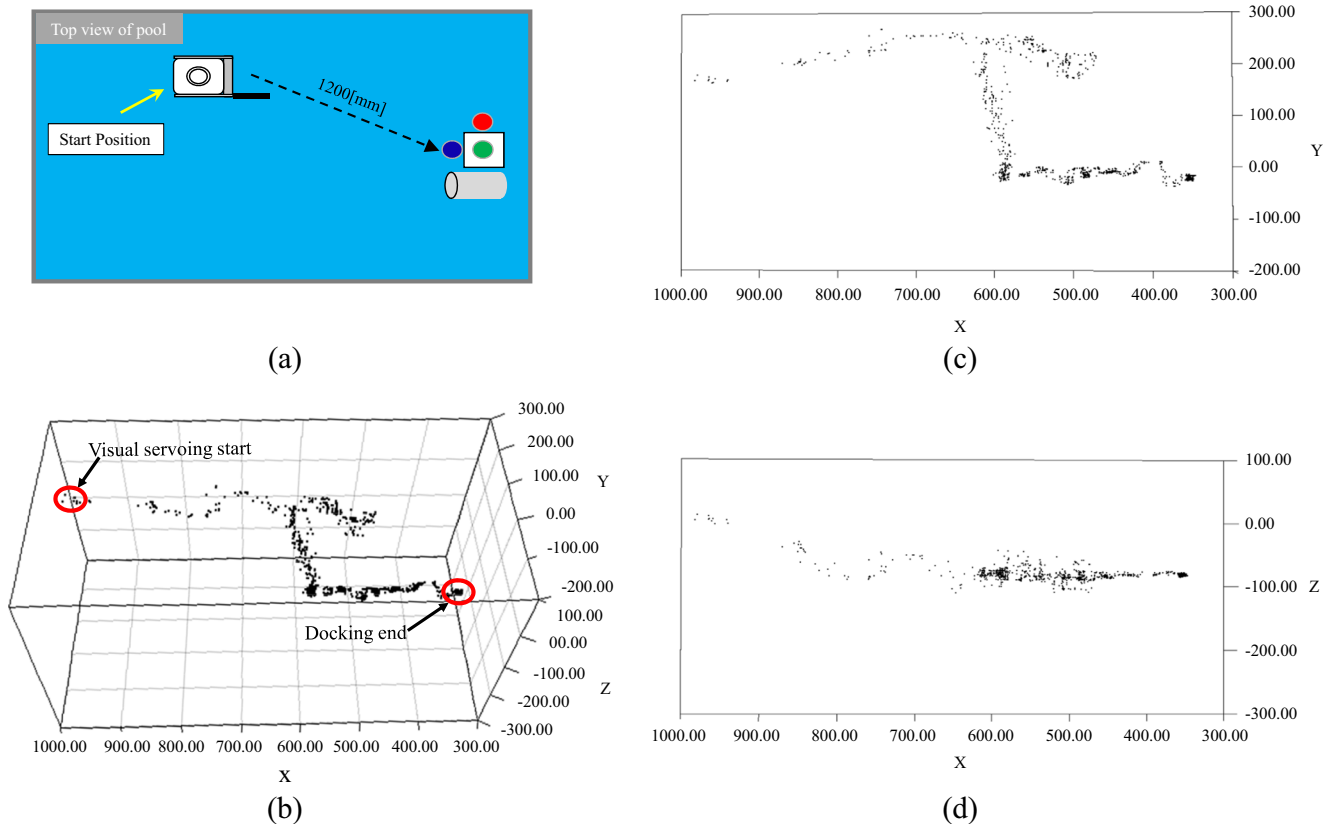 Top view of pool
1200[mm]
Start Position
(a)
300.00
200.00
100.00
Y
0.00
-100.00
-200.00
1000.00 900.00 800.00 700.00 600.00 500.00 400.00 300.00
X
(c)
Visual servoing start
Docking end
300.00
200.00
100.00
Y
0.00
-100.00
-200.00
100.00
00.00
-100.00
Z
-200.00
-300.00
1000.00 900.00 800.00 700.00 600.00 500.00 400.00 300.00
x
(b)
100.00
0.00
-100.00
Z
-200.00
-300.00
1000.00 900.00 800.00 700.00 600.00 500.00 400.00 300.00
X
(d)